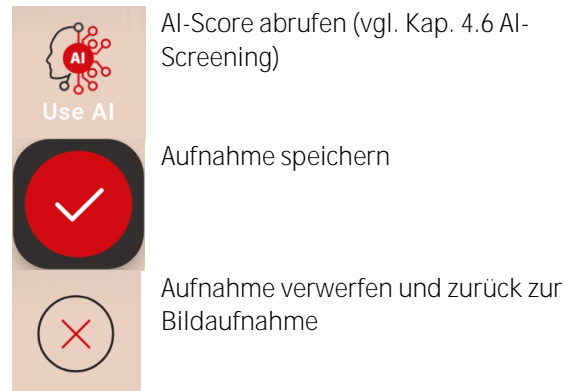 AI
Use AI
AI-Score abrufen (vgl. Kap. 4.6 AI-
Screening)
Aufnahme speichern
Aufnahme verwerfen und zurück zur
Bildaufnahme